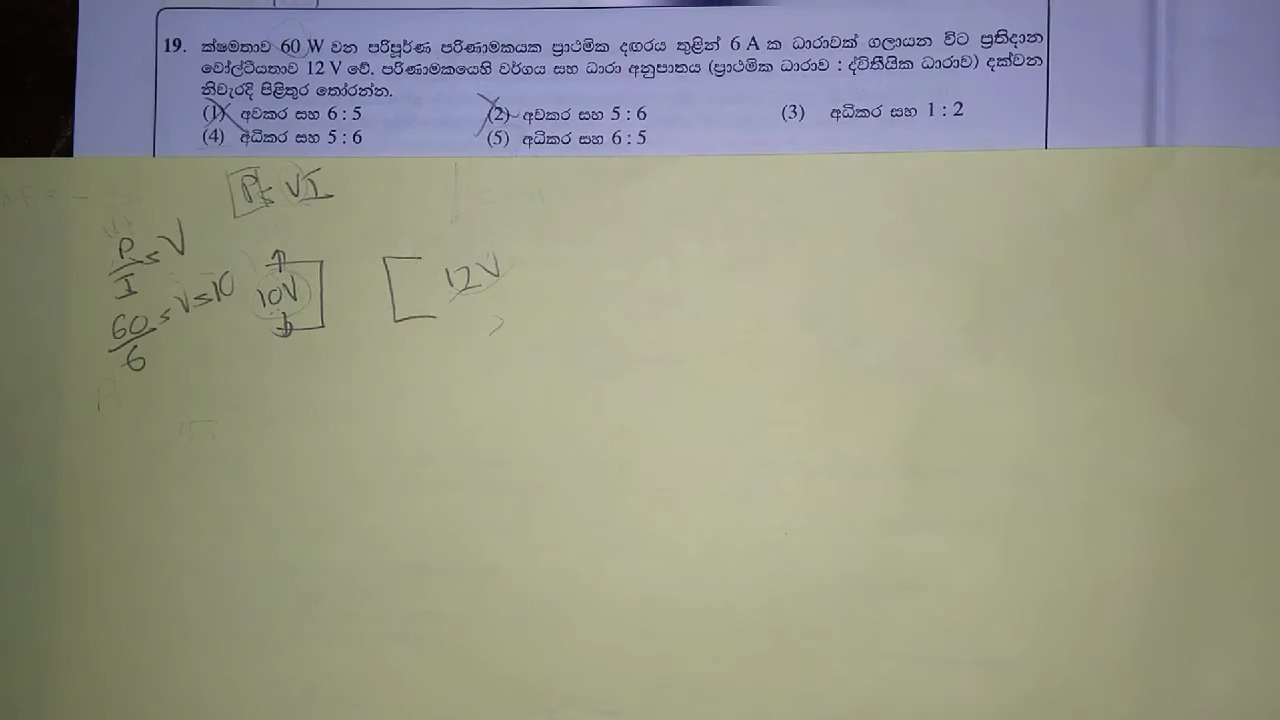 19. ක්ෂමතාව 60 W වන පරිපූර්ණ පරිණාමකයක ප්‍රාථමික දඟරය තුළින් 6 A ක ධාරාවක් ගලායන විට ප්‍රතිදාන
වෝල්ටීයතාව 12 V වේ. පරිණාමකයෙහි වර්ගය සහ ධාරා අනුපාතය (ප්‍රාථමික ධාරාව : ද්විතීයික ධාරාව) දක්වන
නිවැරදි පිළිතුර තෝරන්න.
(1) අවකර සහ 6 : 5 (2) අවකර සහ 5 : 6 (3) අධිකර සහ 1 : 2
(4) අධිකර සහ 5 : 6 (5) අධිකර සහ 6 : 5
P = VI
P/I = V
60/6 = V = 10
10V 12V